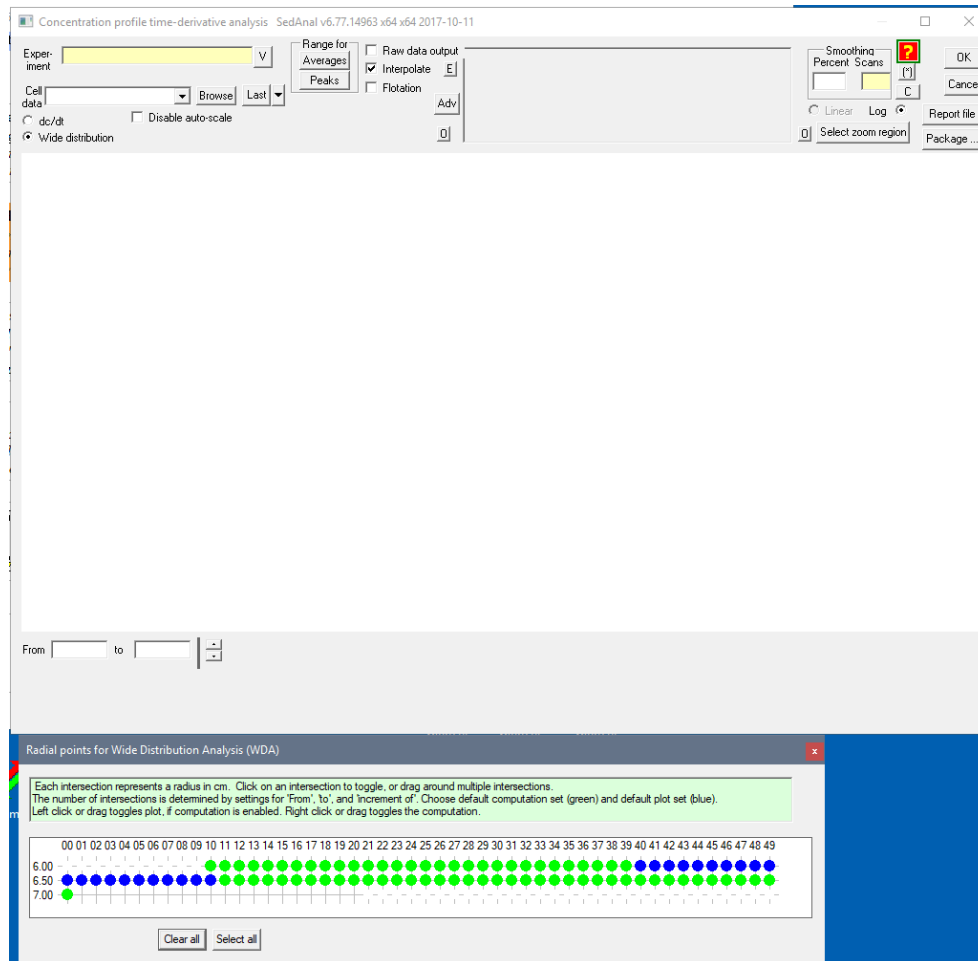 Concentration profile time-derivative analysis SedAnal v6.77.14963 x64 x64 2017-10-11
Exper-
iment
V
Range for
Averages
Peaks
Raw data output
Interpolate E
Flotation
Adv
0
Smoothing
Percent Scans
?
(*)
C
OK
Cance
Cell
data
Browse Last
dc/dt
Disable auto-scale
Wide distribution
Linear Log
0 Select zoom region
Report file
Package ...
From to
Radial points for Wide Distribution Analysis (WDA)
x
Each intersection represents a radius in cm. Click on an intersection to toggle, or drag around multiple intersections.
The number of intersections is determined by settings for 'From', 'to', and 'increment of'. Choose default computation set (green) and default plot set (blue).
Left click or drag toggles plot, if computation is enabled. Right click or drag toggles the computation.
00 01 02 03 04 05 06 07 08 09 10 11 12 13 14 15 16 17 18 19 20 21 22 23 24 25 26 27 28 29 30 31 32 33 34 35 36 37 38 39 40 41 42 43 44 45 46 47 48 49
6.00
6.50
7.00
Clear all Select all